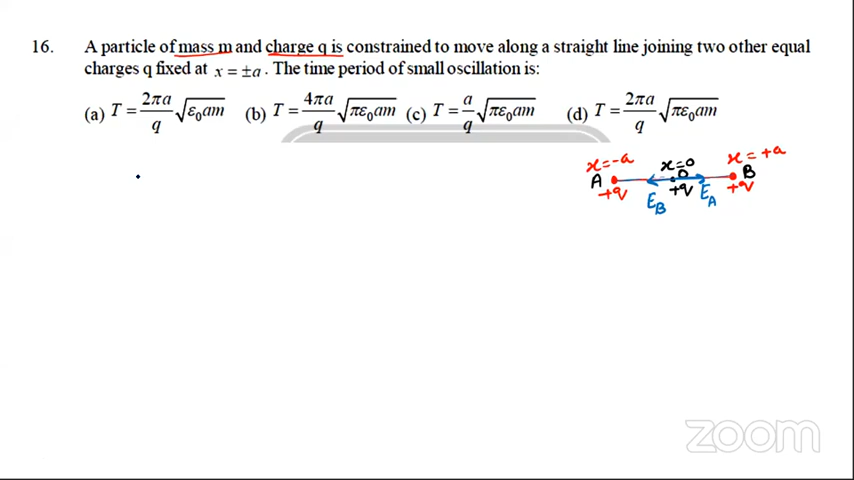 16. A particle of mass m and charge q is constrained to move along a straight line joining two other equal
charges q fixed at x = ±a. The time period of small oscillation is:
(a) T = 2πa/q √ε₀am (b) T = 4πa/q √πε₀am (c) T = a/q √πε₀am (d) T = 2πa/q √πε₀am
x=-a x=0 x=+a
A O B
+q +q +q
E_B E_A
zoom